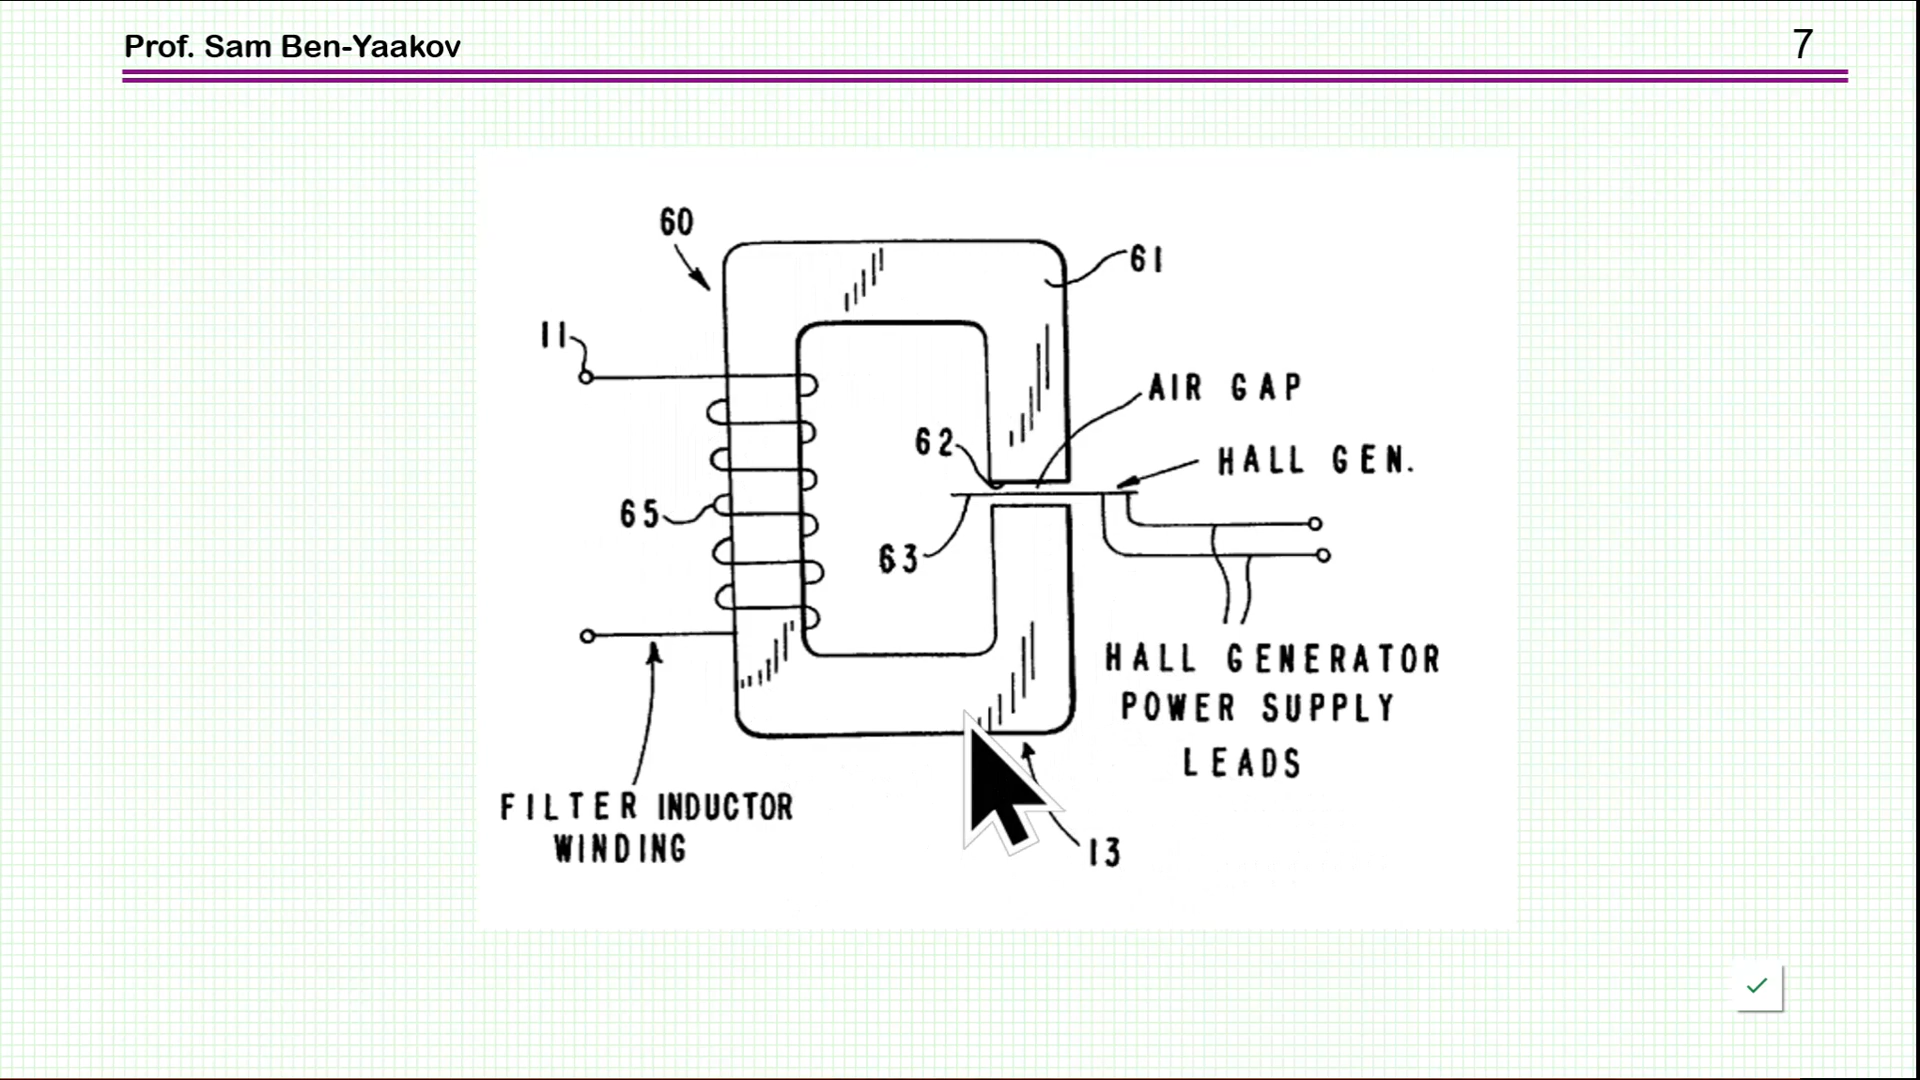 Prof. Sam Ben-Yaakov
7
60
61
11
AIR GAP
62
HALL GEN.
65
63
HALL GENERATOR
POWER SUPPLY
LEADS
FILTER INDUCTOR
WINDING
13